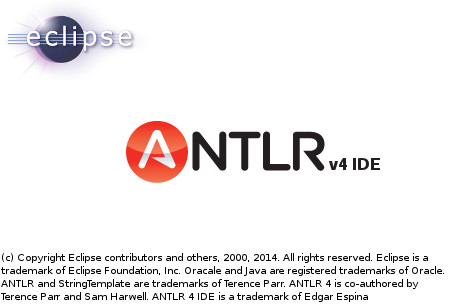 eclipse
ANTLR v4 IDE
(c) Copyright Eclipse contributors and others, 2000, 2014. All rights reserved. Eclipse is a
trademark of Eclipse Foundation, Inc. Oracale and Java are registered trademarks of Oracle.
ANTLR and StringTemplate are trademarks of Terence Parr. ANTLR 4 is co-authored by
Terence Parr and Sam Harwell. ANTLR 4 IDE is a trademark of Edgar Espina